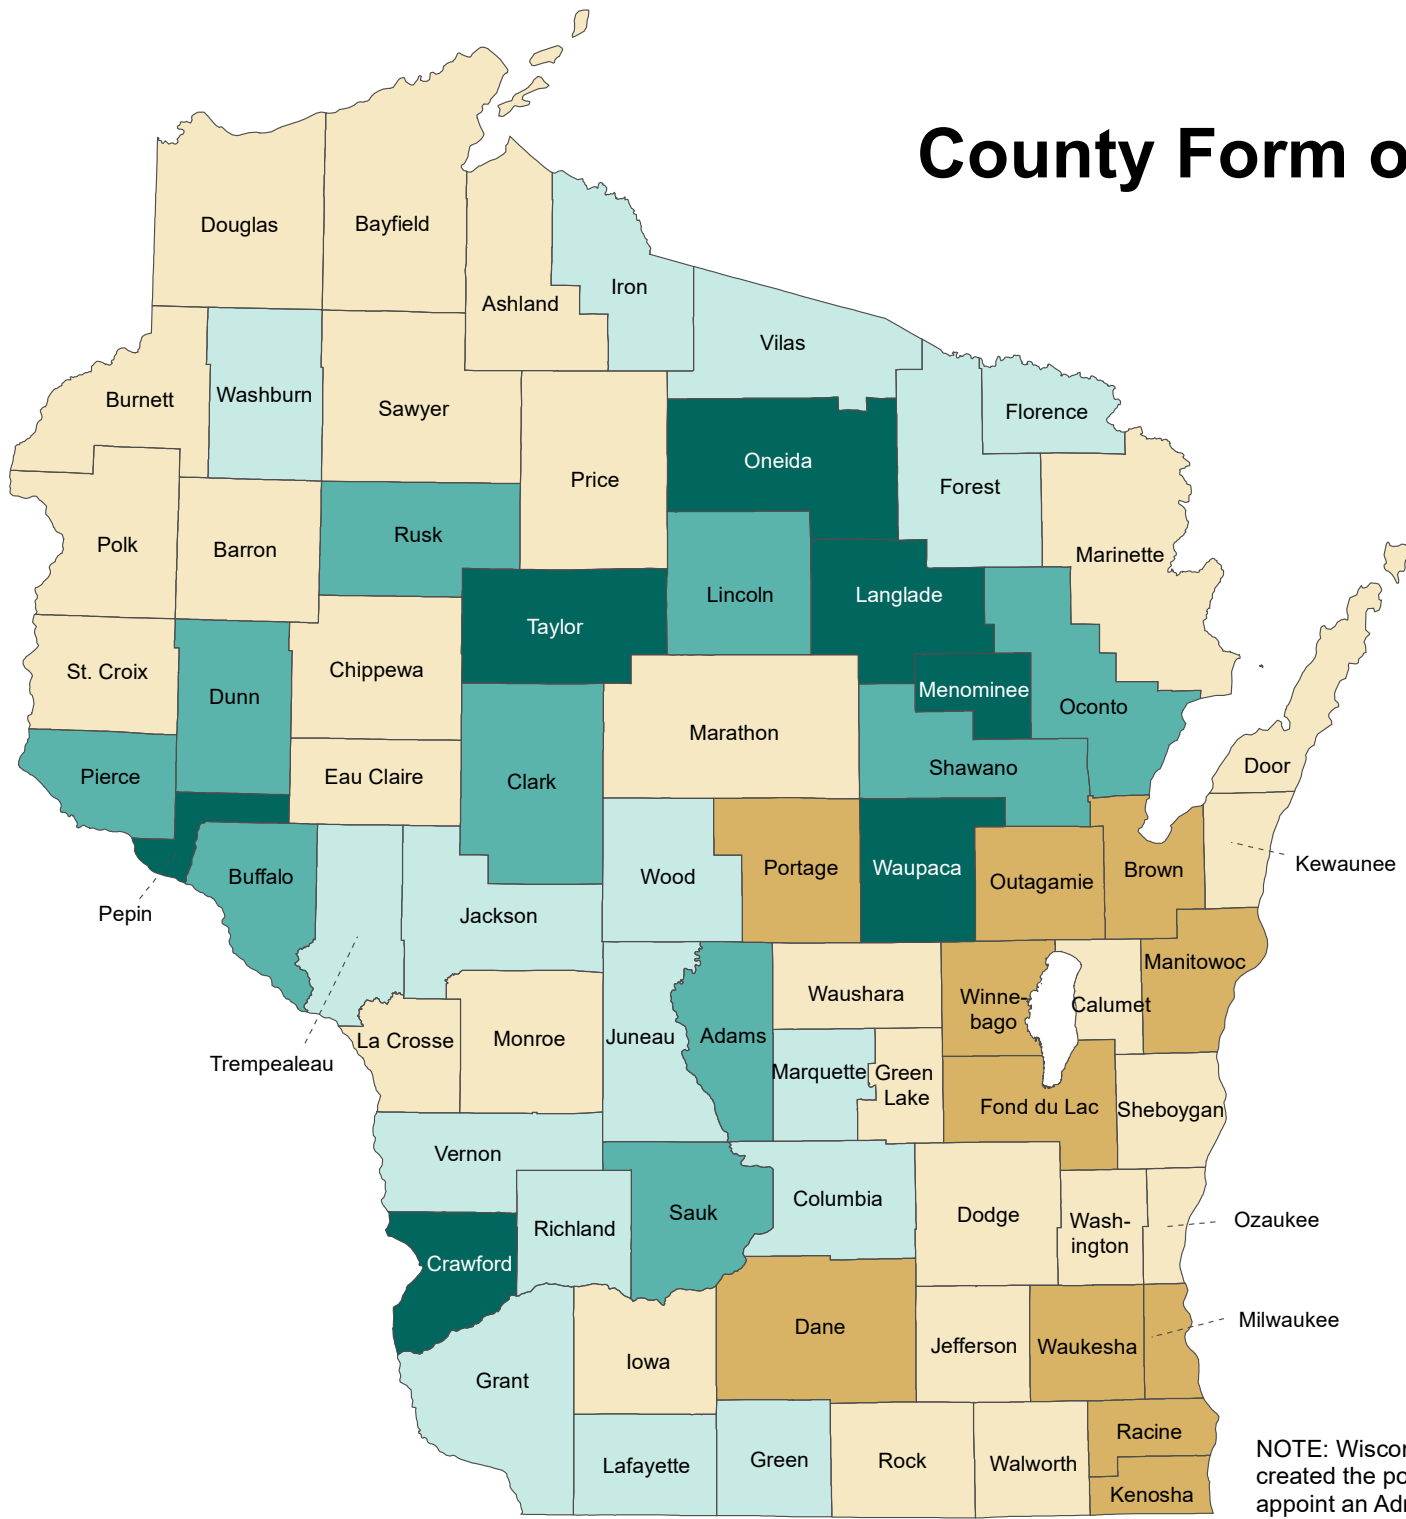 County Form o
Douglas
Bayfield
Ashland
Iron
Vilas
Burnett
Washburn
Sawyer
Price
Oneida
Forest
Florence
Marinette
Polk
Barron
Rusk
Taylor
Lincoln
Langlade
St. Croix
Dunn
Chippewa
Marathon
Menominee
Oconto
Pierce
Eau Claire
Clark
Shawano
Door
Buffalo
Pepin
Jackson
Wood
Portage
Waupaca
Outagamie
Brown
Kewaunee
Trempealeau
La Crosse
Monroe
Juneau
Adams
Waushara
Winne-
bago
Calumet
Manitowoc
Marquette
Green
Lake
Fond du Lac
Sheboygan
Vernon
Richland
Sauk
Columbia
Dodge
Wash-
ington
Ozaukee
Crawford
Grant
Iowa
Dane
Jefferson
Waukesha
Milwaukee
Lafayette
Green
Rock
Walworth
Racine
Kenosha
NOTE: Wiscon
created the po
appoint an Adr